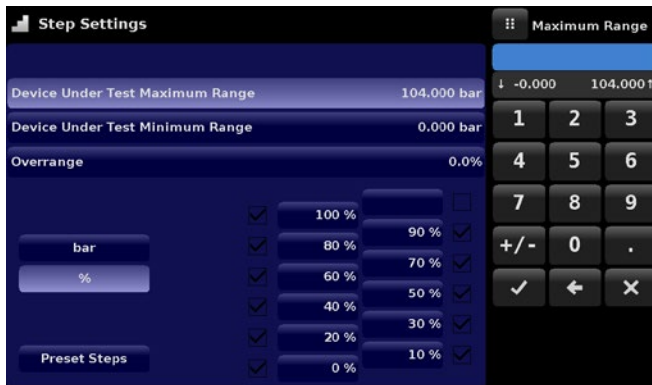 Step Settings
Maximum Range
Device Under Test Maximum Range 104.000 bar
↓ -0.000 104.000↑
Device Under Test Minimum Range 0.000 bar
1 2 3
Overrange 0.0%
4 5 6
7 8 9
100 %
90 %
bar
80 %
+/- 0 .
70 %
%
60 %
50 %
40 %
30 %
20 %
Preset Steps
10 %
0 %